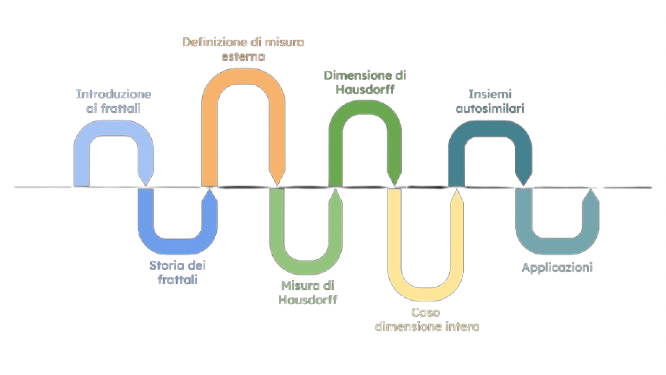 Introduzione
ai frattali
Storia dei
frattali
Definizione di misura
esterna
Misura di
Hausdorff
Dimensione di
Hausdorff
Caso
dimensione intera
Insiemi
autosimilari
Applicazioni